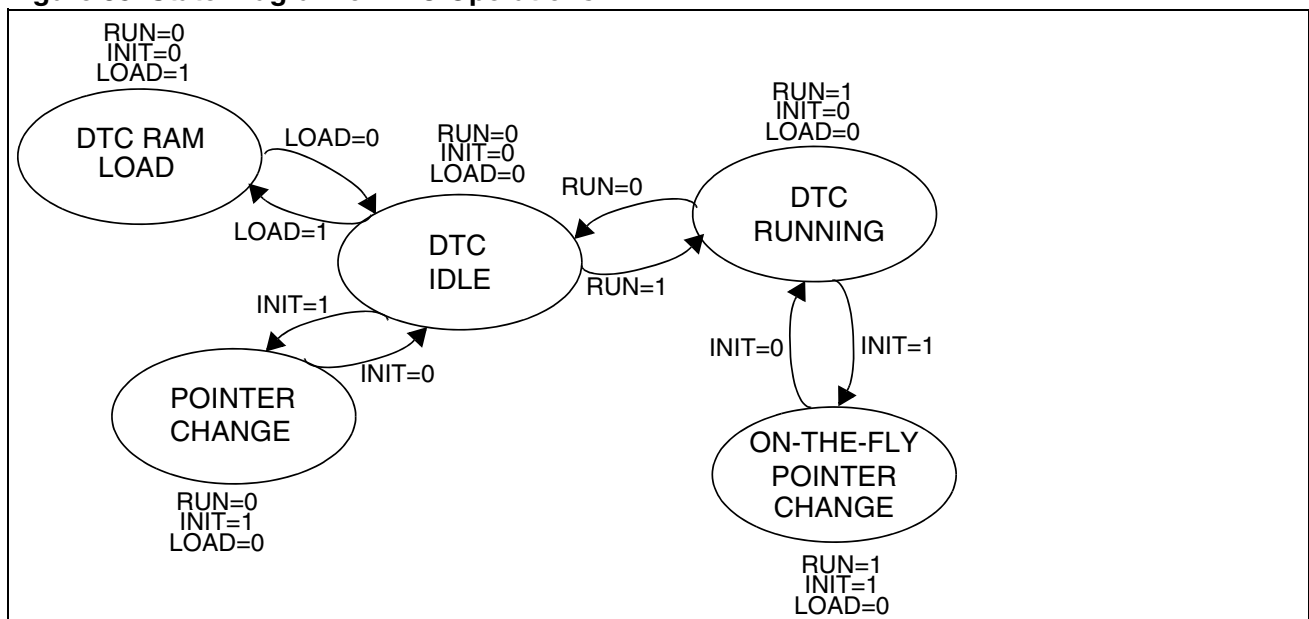 RUN=0
INIT=0
LOAD=1
DTC RAM
LOAD
LOAD=0
LOAD=1
RUN=0
INIT=0
LOAD=0
DTC
IDLE
RUN=0
RUN=1
RUN=1
INIT=0
LOAD=0
DTC
RUNNING
INIT=1
INIT=0
POINTER
CHANGE
RUN=0
INIT=1
LOAD=0
INIT=0
INIT=1
ON-THE-FLY
POINTER
CHANGE
RUN=1
INIT=1
LOAD=0